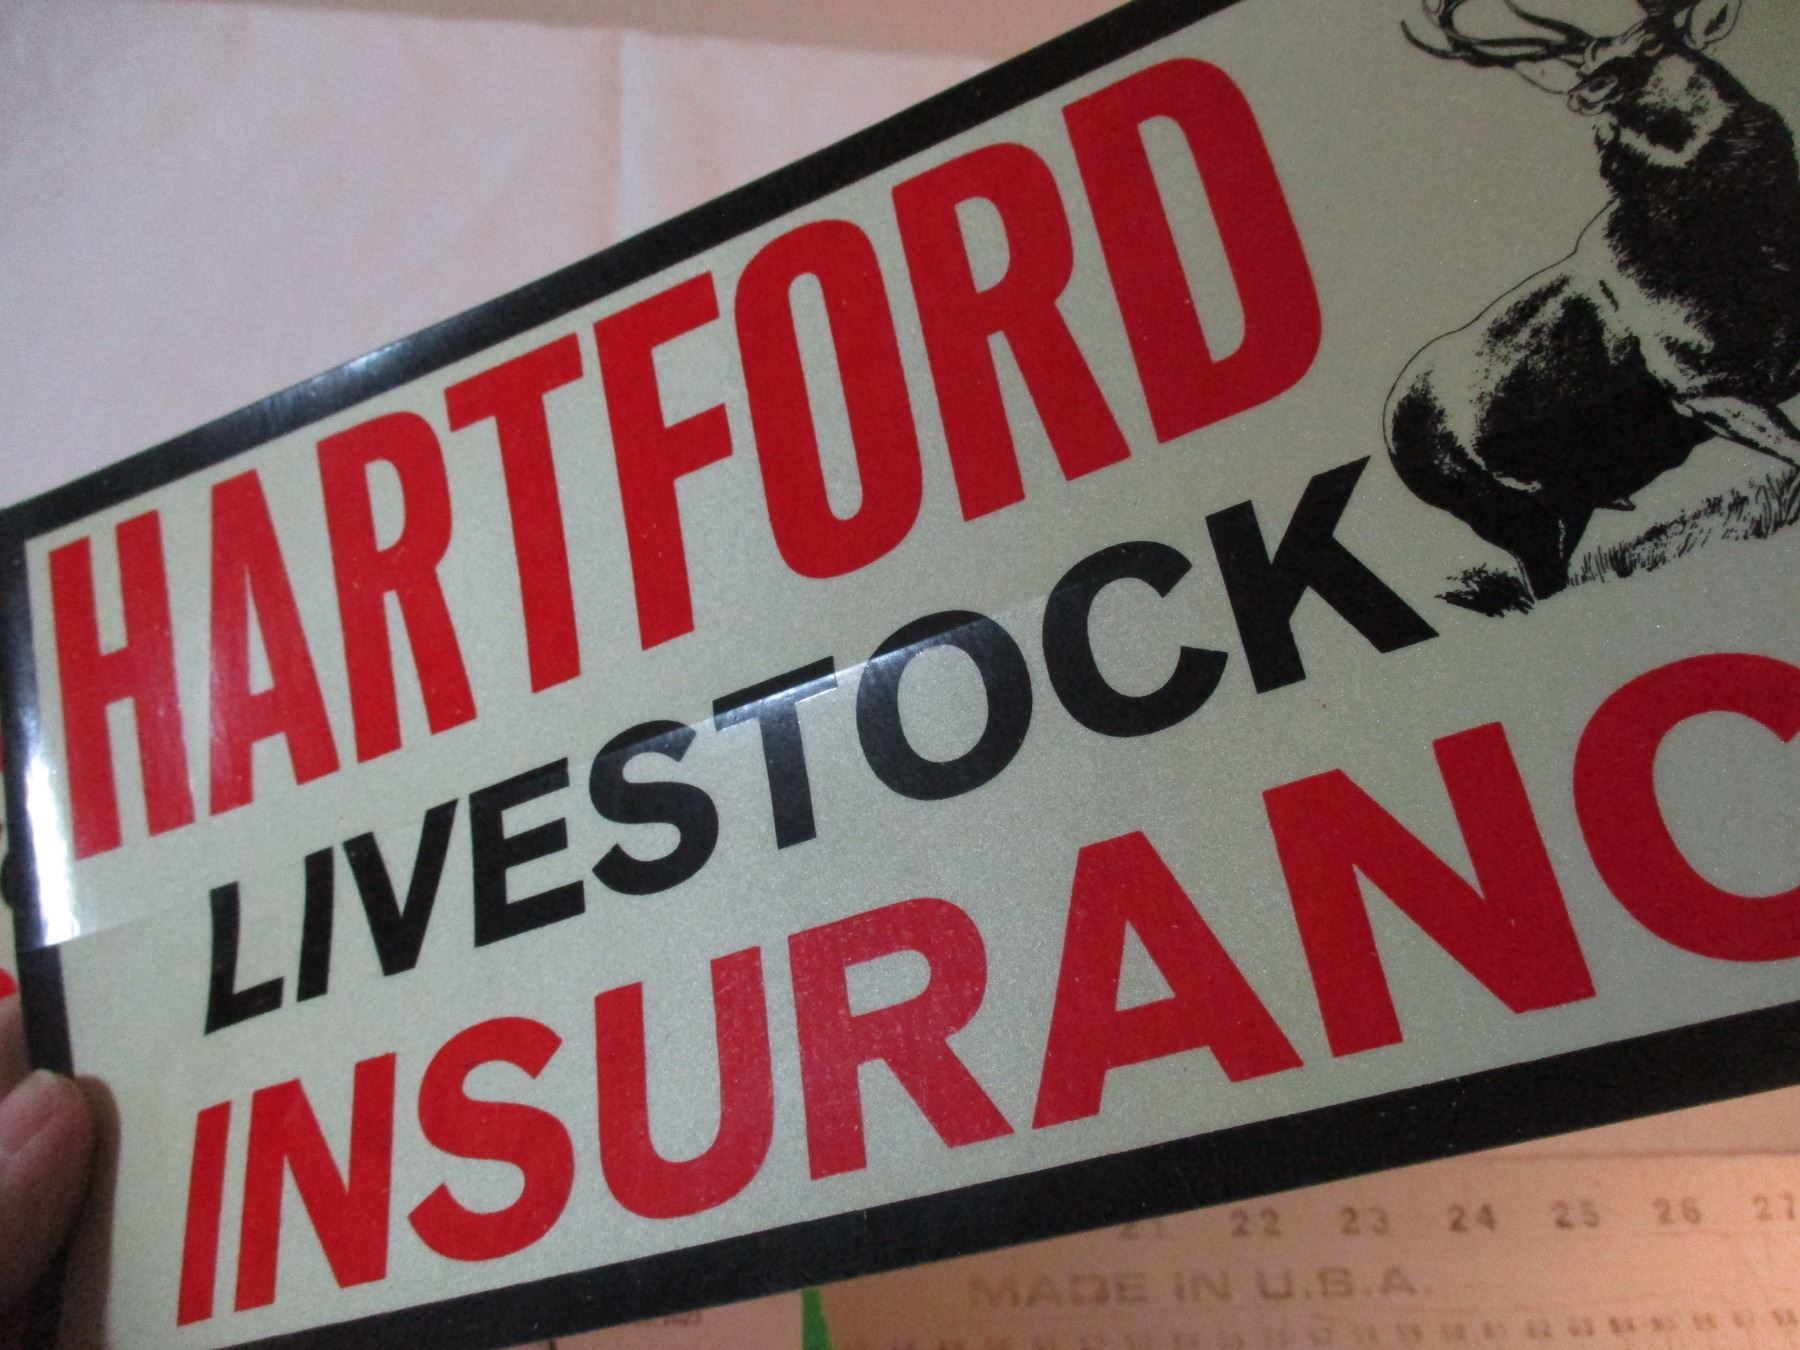 HARTFORD
LIVESTOCK
INSURANC
21 22 23 24 25 26 27
MADE IN U.S.A.